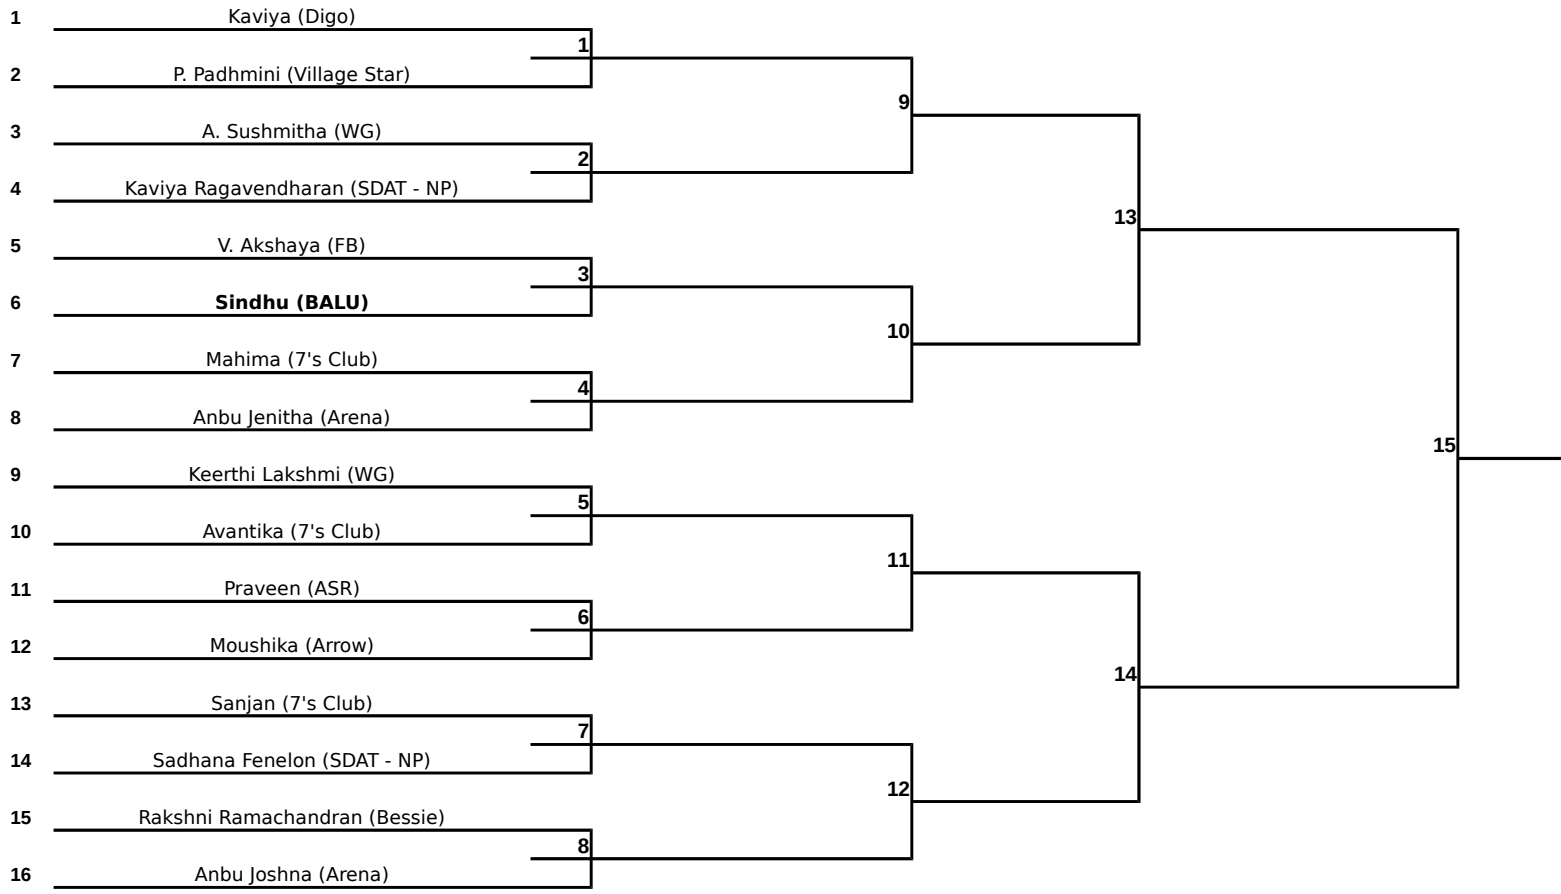 1 Kaviya (Digo)
1
2 P. Padhmini (Village Star)
9
3 A. Sushmitha (WG)
2
4 Kaviya Ragavendharan (SDAT - NP)
13
5 V. Akshaya (FB)
3
6 Sindhu (BALU)
10
7 Mahima (7's Club)
4
8 Anbu Jenitha (Arena)
15
9 Keerthi Lakshmi (WG)
5
10 Avantika (7's Club)
11
11 Praveen (ASR)
6
12 Moushika (Arrow)
14
13 Sanjan (7's Club)
7
14 Sadhana Fenelon (SDAT - NP)
12
15 Rakshni Ramachandran (Bessie)
8
16 Anbu Joshna (Arena)